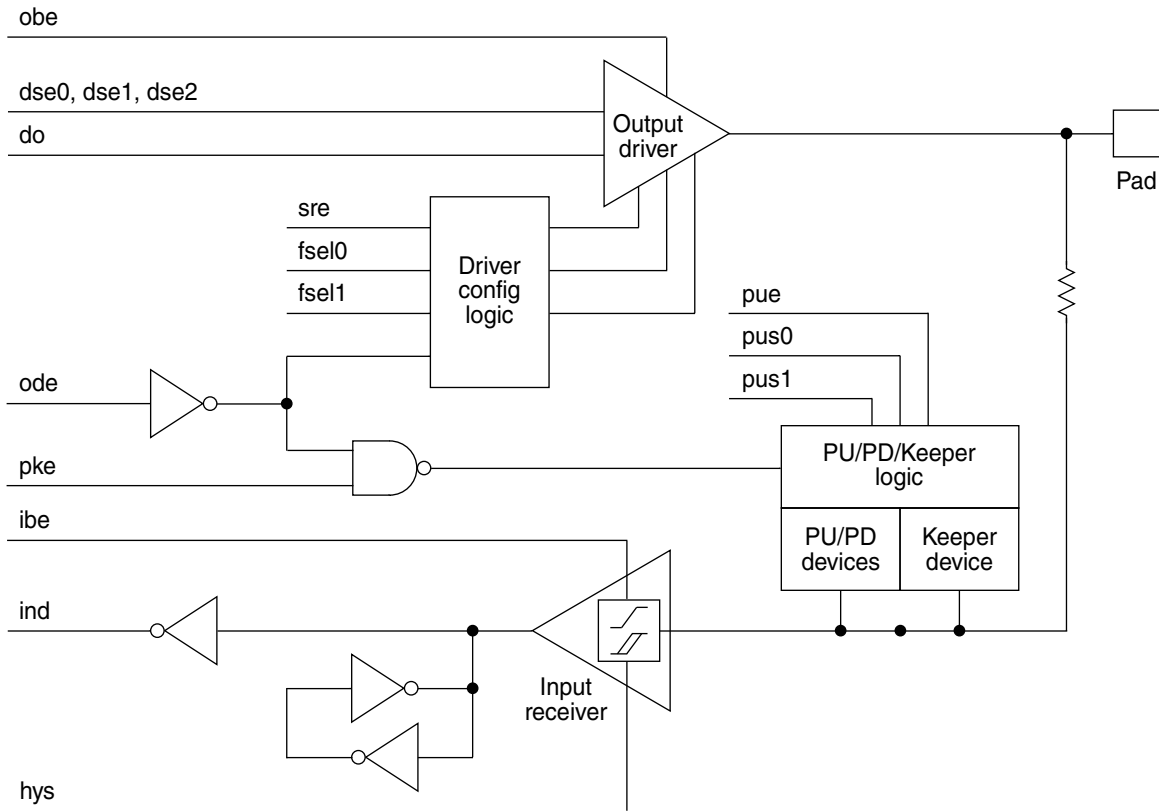 obe
dse0, dse1, dse2
do
Output
driver
Pad
sre
fsel0
fsel1
Driver
config
logic
pue
pus0
pus1
ode
pke
PU/PD/Keeper
logic
ibe
PU/PD
devices
Keeper
device
ind
Input
receiver
hys